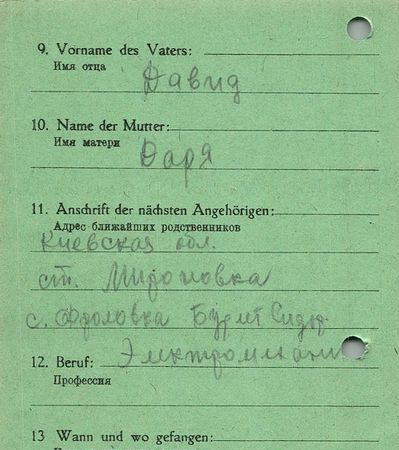 9. Vorname des Vaters:
Имя отца
Давид
10. Name der Mutter:
Имя матери
Даря
11. Anschrift der nächsten Angehörigen:
Адрес ближайших родственников
Киевская обл.
ст. Мироновка
с. Фроловка
12. Beruf:
Электромехани
Профессия
13 Wann und wo gefangen: